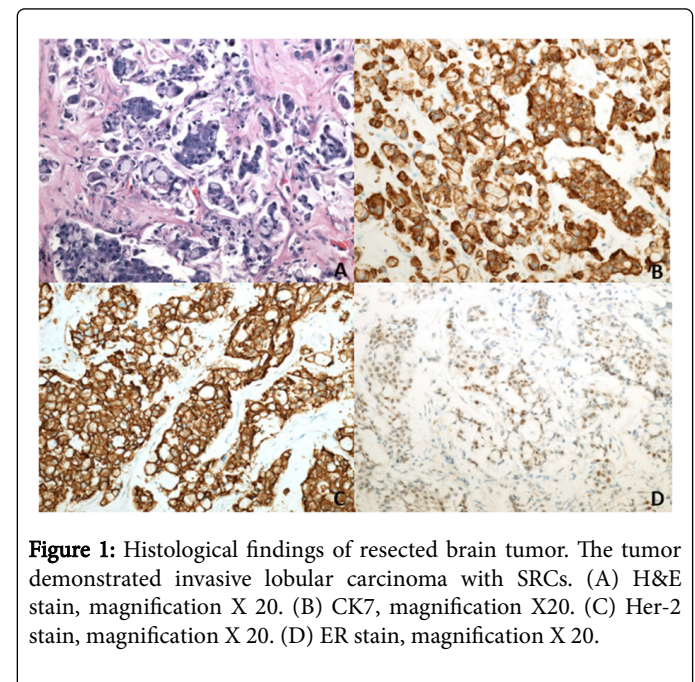 A
B
C
D
Figure 1: Histological findings of resected brain tumor. The tumor
demonstrated invasive lobular carcinoma with SRCs. (A) H&E
stain, magnification X 20. (B) CK7, magnification X20. (C) Her-2
stain, magnification X 20. (D) ER stain, magnification X 20.